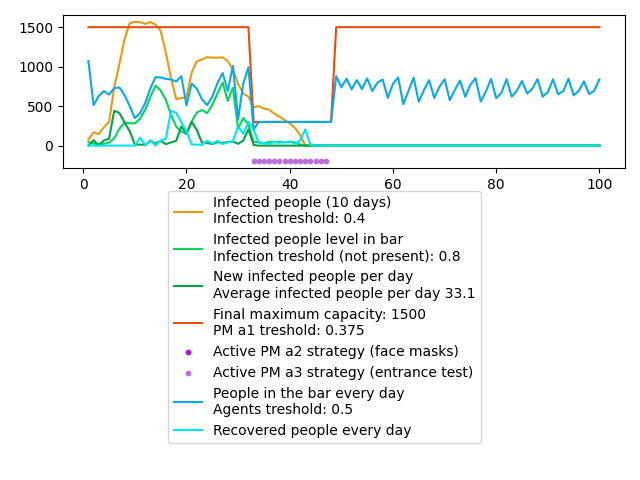 1500
1000
500
0
0
20
40
60
80
100
Infected people (10 days)
Infection treshold: 0.4
Infected people level in bar
Infection treshold (not present): 0.8
New infected people per day
Average infected people per day 33.1
Final maximum capacity: 1500
PM a1 treshold: 0.375
Active PM a2 strategy (face masks)
Active PM a3 strategy (entrance test)
People in the bar every day
Agents treshold: 0.5
Recovered people every day